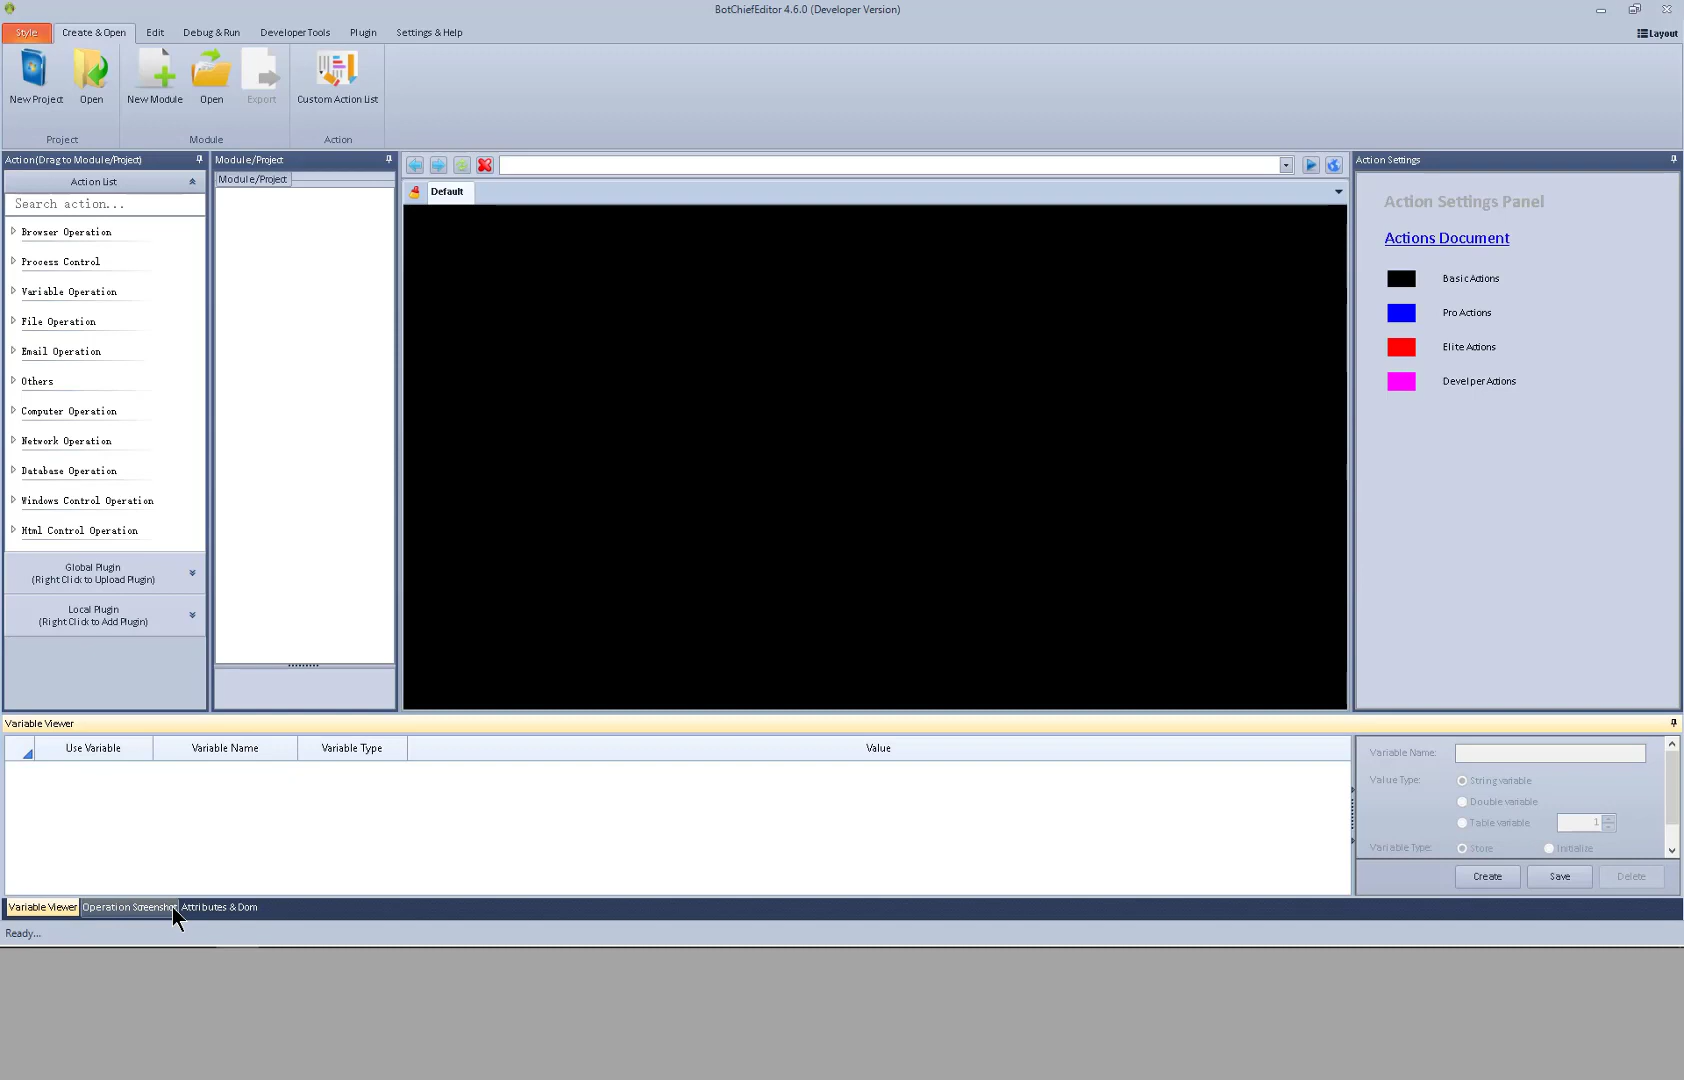 BotChiefEditor 4.6.0 (Developer Version)
Style
Create & Open
Edit
Debug & Run
Developer Tools
Plugin
Settings & Help
Layout
New Project
Open
New Module
Open
Export
Custom Action List
Project
Module
Action
Action(Drag to Module/Project)
Module/Project
Action Settings
Action List
Module/Project
Default
Search action...
Browser Operation
Process Control
Variable Operation
File Operation
Email Operation
Others
Computer Operation
Network Operation
Database Operation
Windows Control Operation
Html Control Operation
Global Plugin
(Right Click to Upload Plugin)
Local Plugin
(Right Click to Add Plugin)
Action Settings Panel
Actions Document
Basic Actions
Pro Actions
Elite Actions
Develper Actions
Variable Viewer
Use Variable
Variable Name
Variable Type
Value
Variable Name:
Value Type:
String variable
Double variable
Table variable
1
Variable Type:
Store
Initialize
Create
Save
Delete
Variable Viewer
Operation Screenshot
Attributes & Dom
Ready...